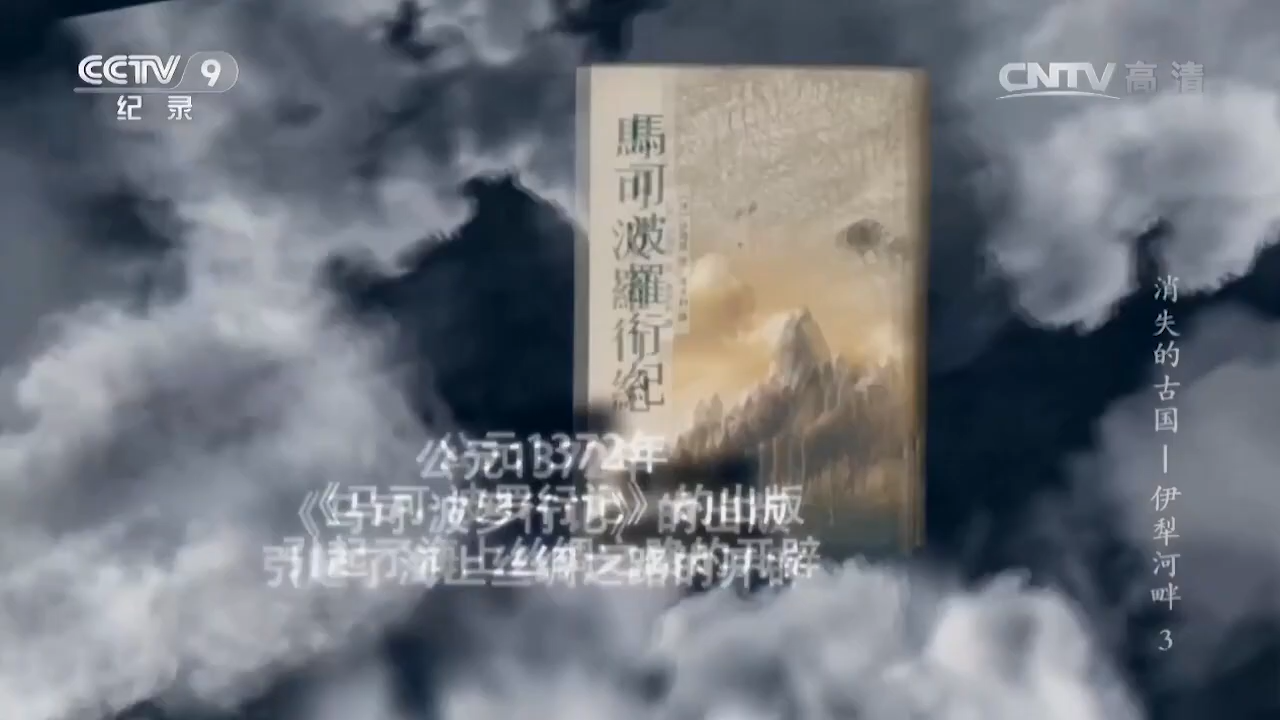 CCTV 9
纪录
CNTV 高清
馬可波羅行紀
公元1372年
《马可·波罗行记》的出版
引起了海上丝绸之路的开辟
消失的古国—伊犁河畔 3